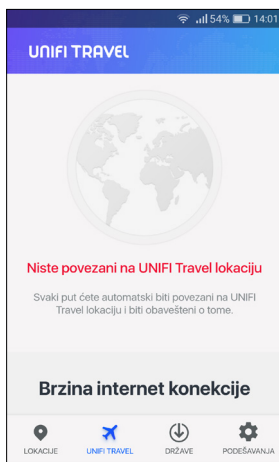 54% 14:01
UNIFI TRAVEL
Niste povezani na UNIFI Travel lokaciju
Svaki put ćete automatski biti povezani na UNIFI
Travel lokaciju i biti obavešteni o tome.
Brzina internet konekcije
LOKACIJE UNIFI TRAVEL DRŽAVE PODEŠAVANJA